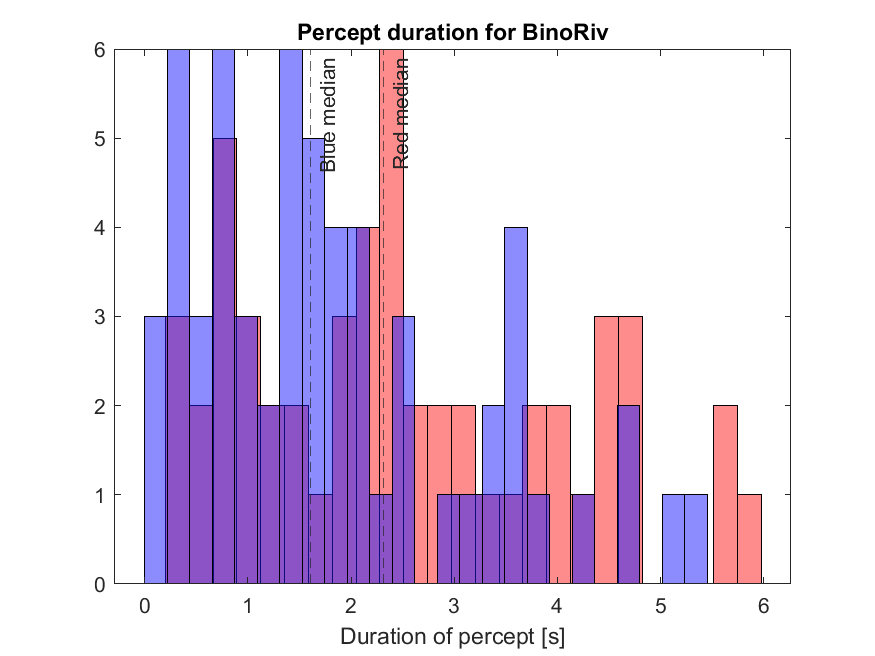 Percept duration for BinoRiv
6
5
4
3
2
1
0
Blue median
Red median
0 1 2 3 4 5 6
Duration of percept [s]